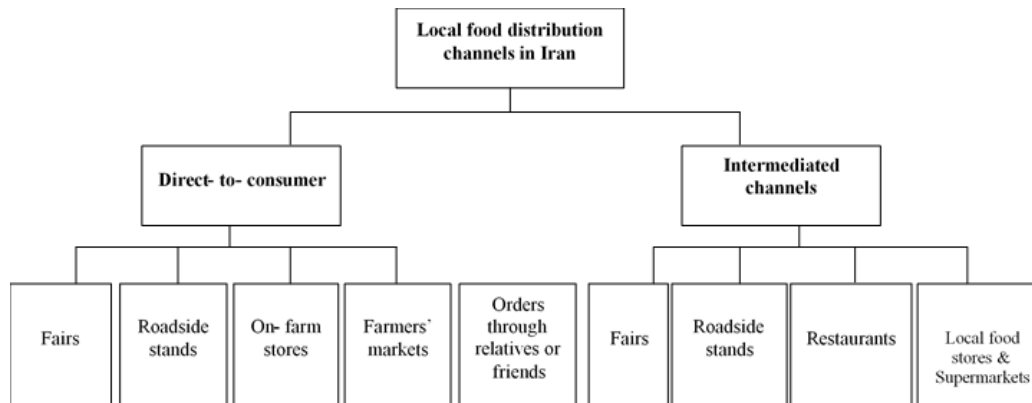 Local food distribution
channels in Iran
Direct- to- consumer
Intermediated
channels
Fairs
Roadside
stands
On- farm
stores
Farmers`
markets
Orders
through
relatives or
friends
Fairs
Roadside
stands
Restaurants
Local food
stores &
Supermarkets